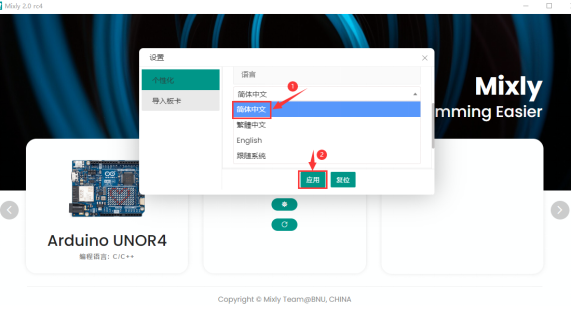 Mixly 2.0 rc4
设置
个性化
导入板卡
语言
简体中文
1
简体中文
繁體中文
English
跟随系统
2
应用
复位
Mixly
mming Easier
Arduino UNOR4
编程语言: C/C++
Copyright © Mixly Team@BNU, CHINA